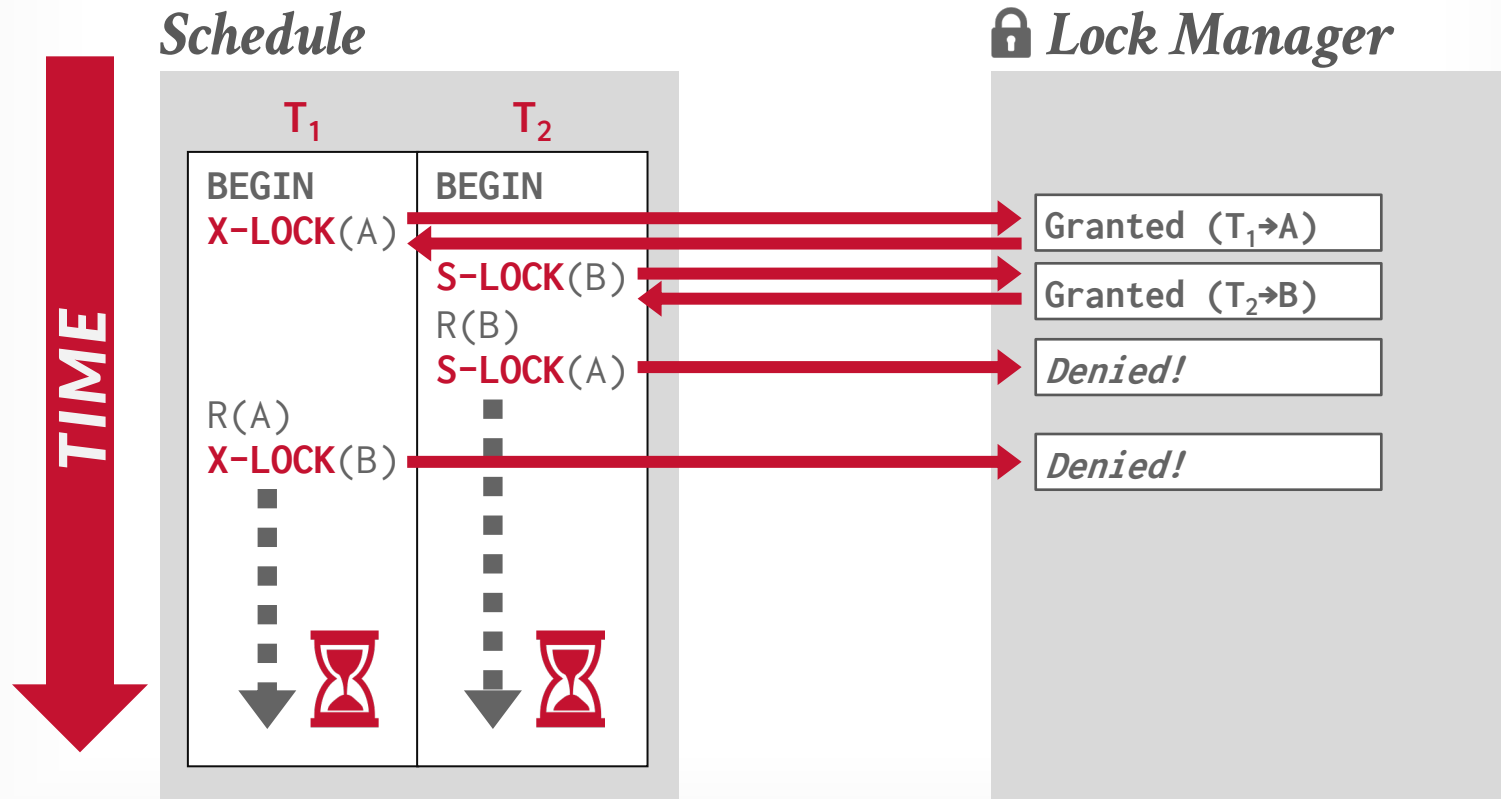 Schedule
Lock Manager
TIME
T₁
T₂
BEGIN
BEGIN
X-LOCK(A)
Granted (T₁→A)
S-LOCK(B)
Granted (T₂→B)
R(B)
S-LOCK(A)
Denied!
R(A)
X-LOCK(B)
Denied!